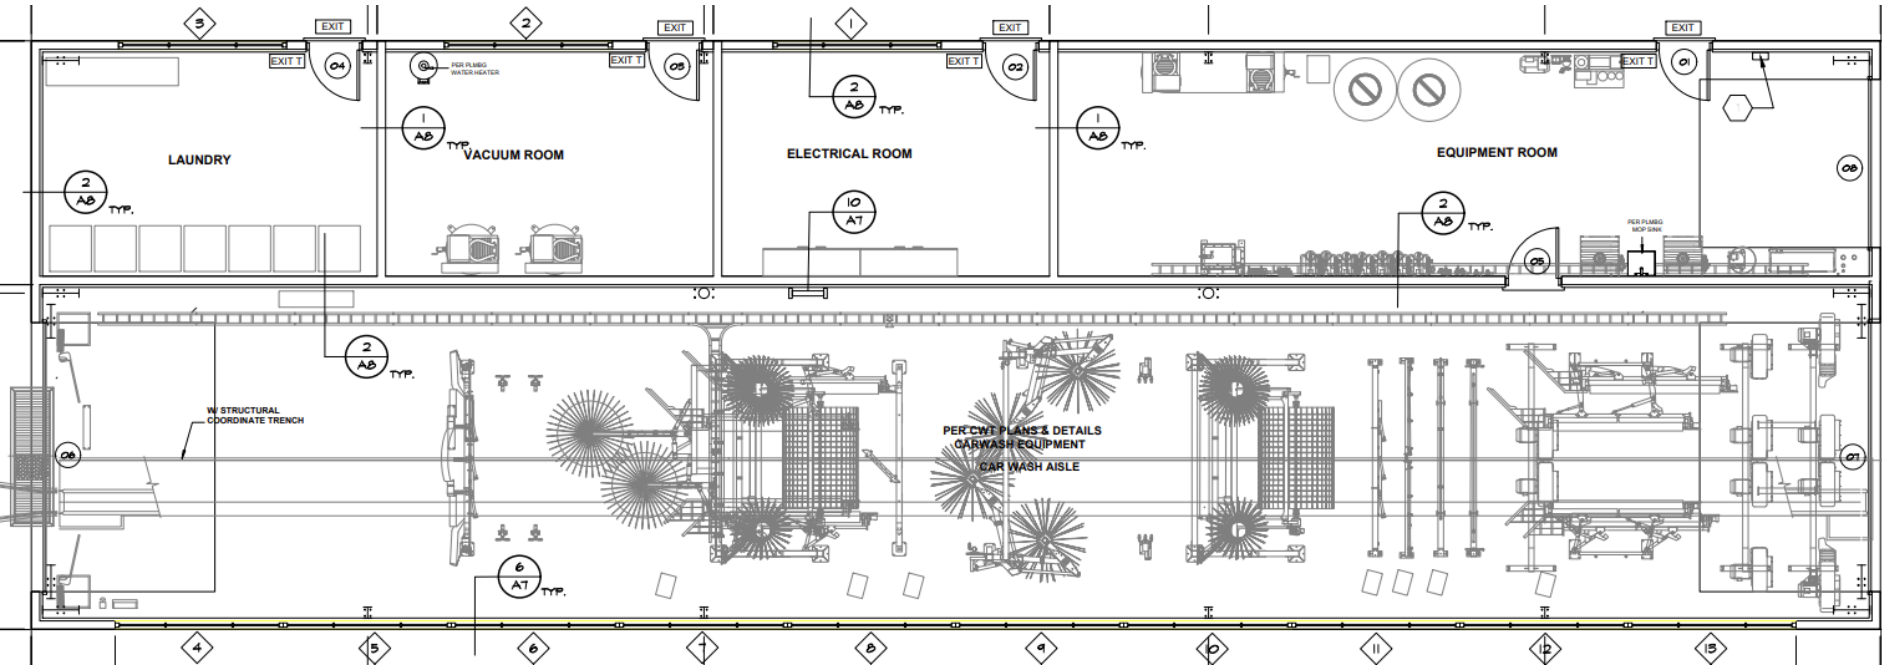 3
EXIT
2
EXIT
1
EXIT
EXIT
EXIT T
04
PER PLMBG
WATER HEATER
EXIT T
03
EXIT T
02
EXIT T
01
2
A8
TYP.
1
A8
TYP.
1
A8
TYP.
LAUNDRY
VACUUM ROOM
ELECTRICAL ROOM
EQUIPMENT ROOM
08
2
A8
TYP.
10
A7
2
A8
TYP.
PER PLMBG
MOP SINK
05
2
A8
TYP.
W/ STRUCTURAL
COORDINATE TRENCH
PER CWT PLANS & DETAILS
CARWASH EQUIPMENT
CAR WASH AISLE
06
07
6
A7
TYP.
4
5
6
7
8
9
10
11
12
13